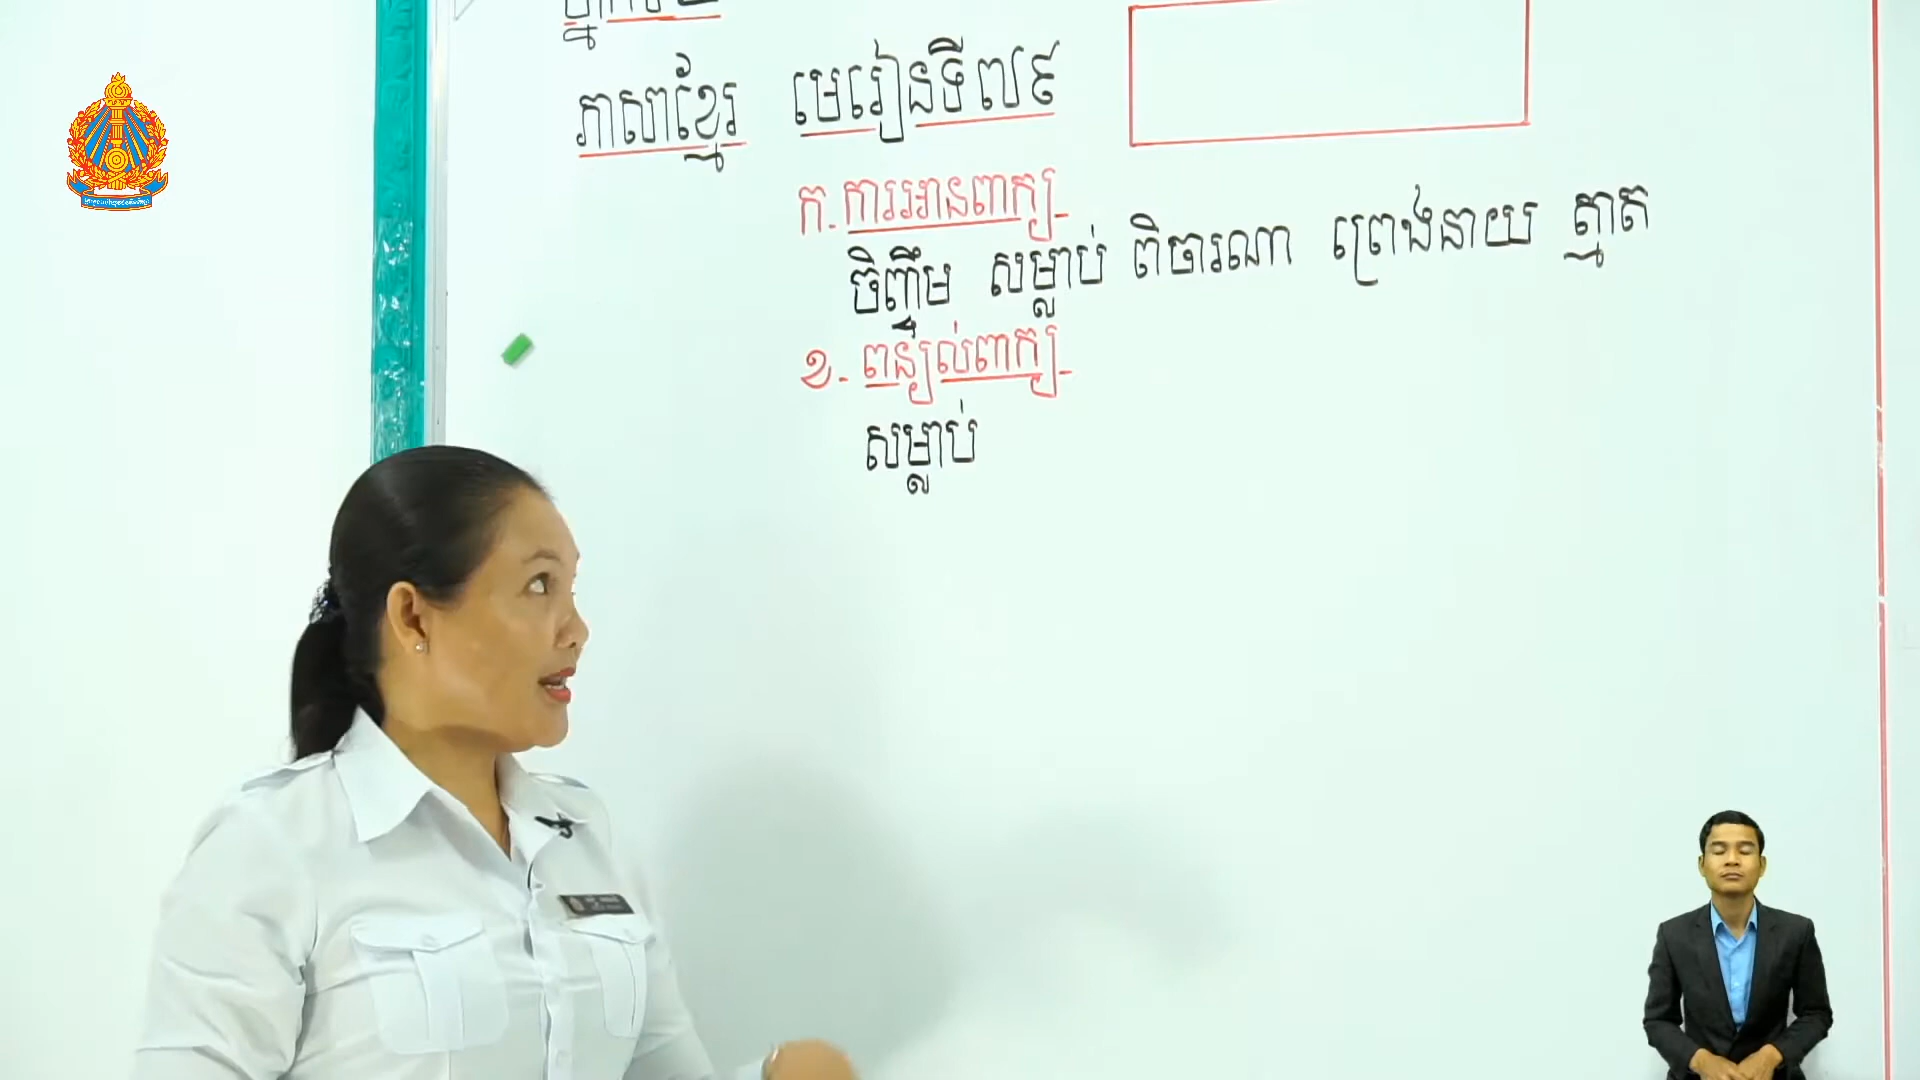 ភាសាខ្មែរ មេរៀនទី៧៩
ក. ការអានពាក្យ
ចិញ្ចឹម សម្លាប់ ពិចារណា ព្រេងនាយ ត្មាត
ខ. ពន្យល់ពាក្យ
សម្លាប់